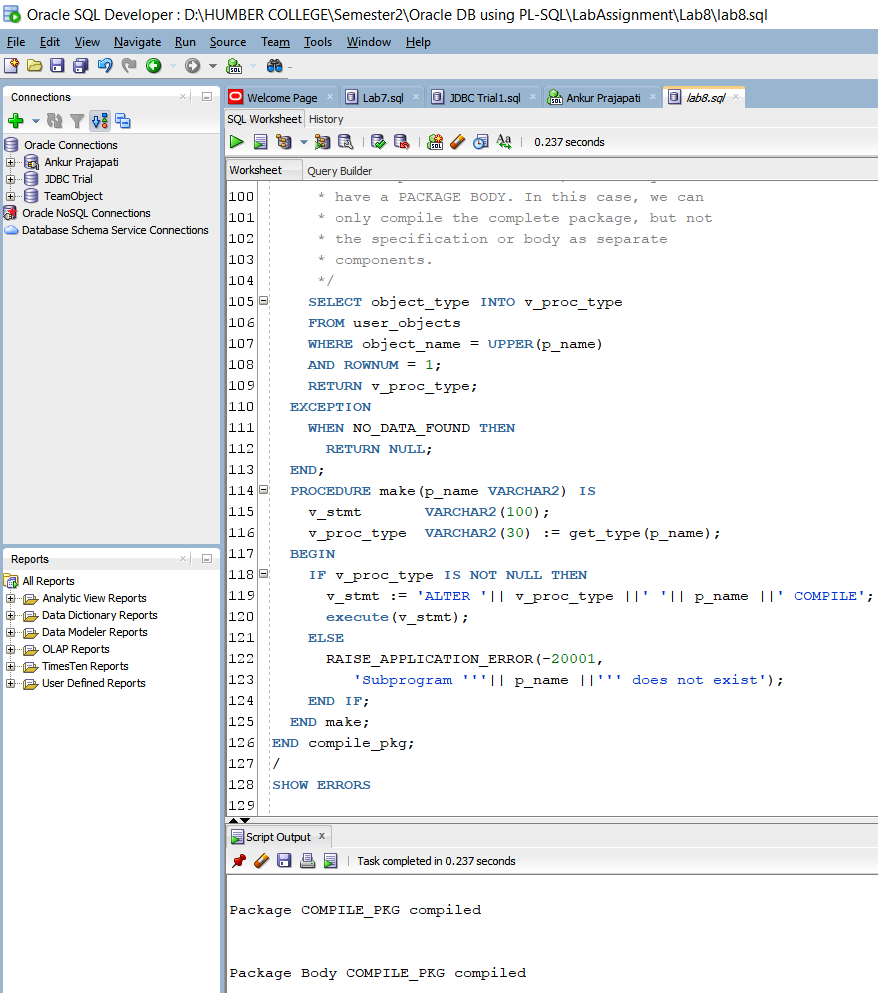 Oracle SQL Developer : D:\HUMBER COLLEGE\Semester2\Oracle DB using PL-SQL\LabAssignment\Lab8\lab8.sql
File Edit View Navigate Run Source Team Tools Window Help
Connections
Oracle Connections
Ankur Prajapati
JDBC Trial
TeamObject
Oracle NoSQL Connections
Database Schema Service Connections
Reports
All Reports
Analytic View Reports
Data Dictionary Reports
Data Modeler Reports
OLAP Reports
TimesTen Reports
User Defined Reports
Welcome Page Lab7.sql JDBC Trial1.sql Ankur Prajapati lab8.sql
SQL Worksheet History
0.237 seconds
Worksheet Query Builder
100 * have a PACKAGE BODY. In this case, we can
101 * only compile the complete package, but not
102 * the specification or body as separate
103 * components.
104 */
105 SELECT object_type INTO v_proc_type
106 FROM user_objects
107 WHERE object_name = UPPER(p_name)
108 AND ROWNUM = 1;
109 RETURN v_proc_type;
110 EXCEPTION
111 WHEN NO_DATA_FOUND THEN
112 RETURN NULL;
113 END;
114 PROCEDURE make(p_name VARCHAR2) IS
115 v_stmt VARCHAR2(100);
116 v_proc_type VARCHAR2(30) := get_type(p_name);
117 BEGIN
118 IF v_proc_type IS NOT NULL THEN
119 v_stmt := 'ALTER '|| v_proc_type ||' '|| p_name ||' COMPILE';
120 execute(v_stmt);
121 ELSE
122 RAISE_APPLICATION_ERROR(-20001,
123 'Subprogram '''|| p_name ||''' does not exist');
124 END IF;
125 END make;
126 END compile_pkg;
127 /
128 SHOW ERRORS
129
Script Output
Task completed in 0.237 seconds
Package COMPILE_PKG compiled
Package Body COMPILE_PKG compiled